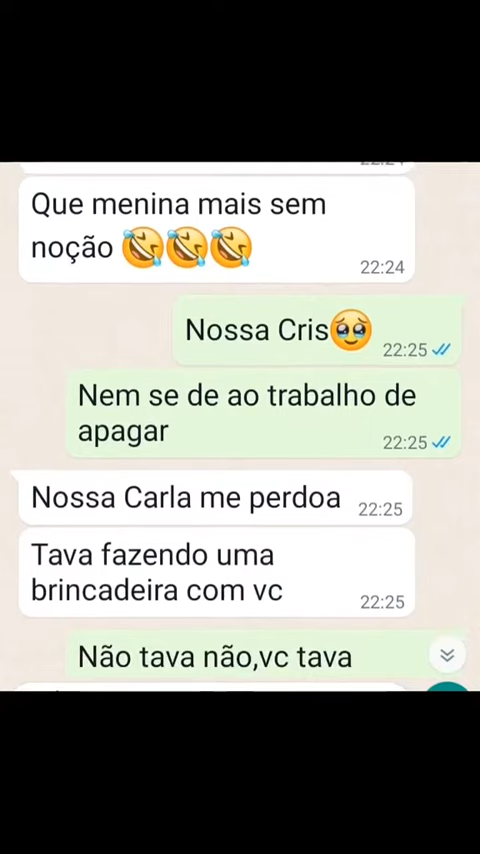 Que menina mais sem
noção 🤣🤣🤣
22:24
Nossa Cris🥹
22:25
Nem se de ao trabalho de
apagar
22:25
Nossa Carla me perdoa
22:25
Tava fazendo uma
brincadeira com vc
22:25
Não tava não,vc tava